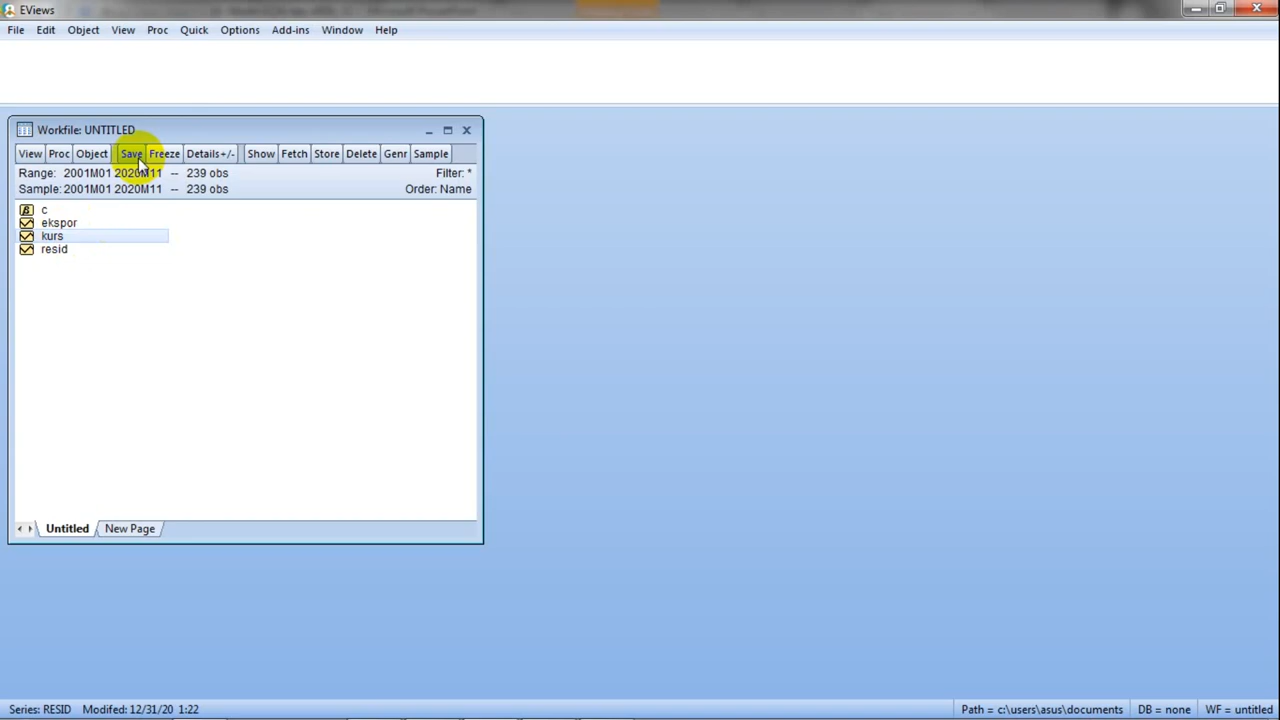 EViews
File Edit Object View Proc Quick Options Add-ins Window Help
Workfile: UNTITLED
View Proc Object Save Freeze Details+/- Show Fetch Store Delete Genr Sample
Range: 2001M01 2020M11 -- 239 obs Filter: *
Sample: 2001M01 2020M11 -- 239 obs Order: Name
c
ekspor
kurs
resid
Untitled New Page
Series: RESID Modifed: 12/31/20 1:22 Path = c:\users\asus\documents DB = none WF = untitled